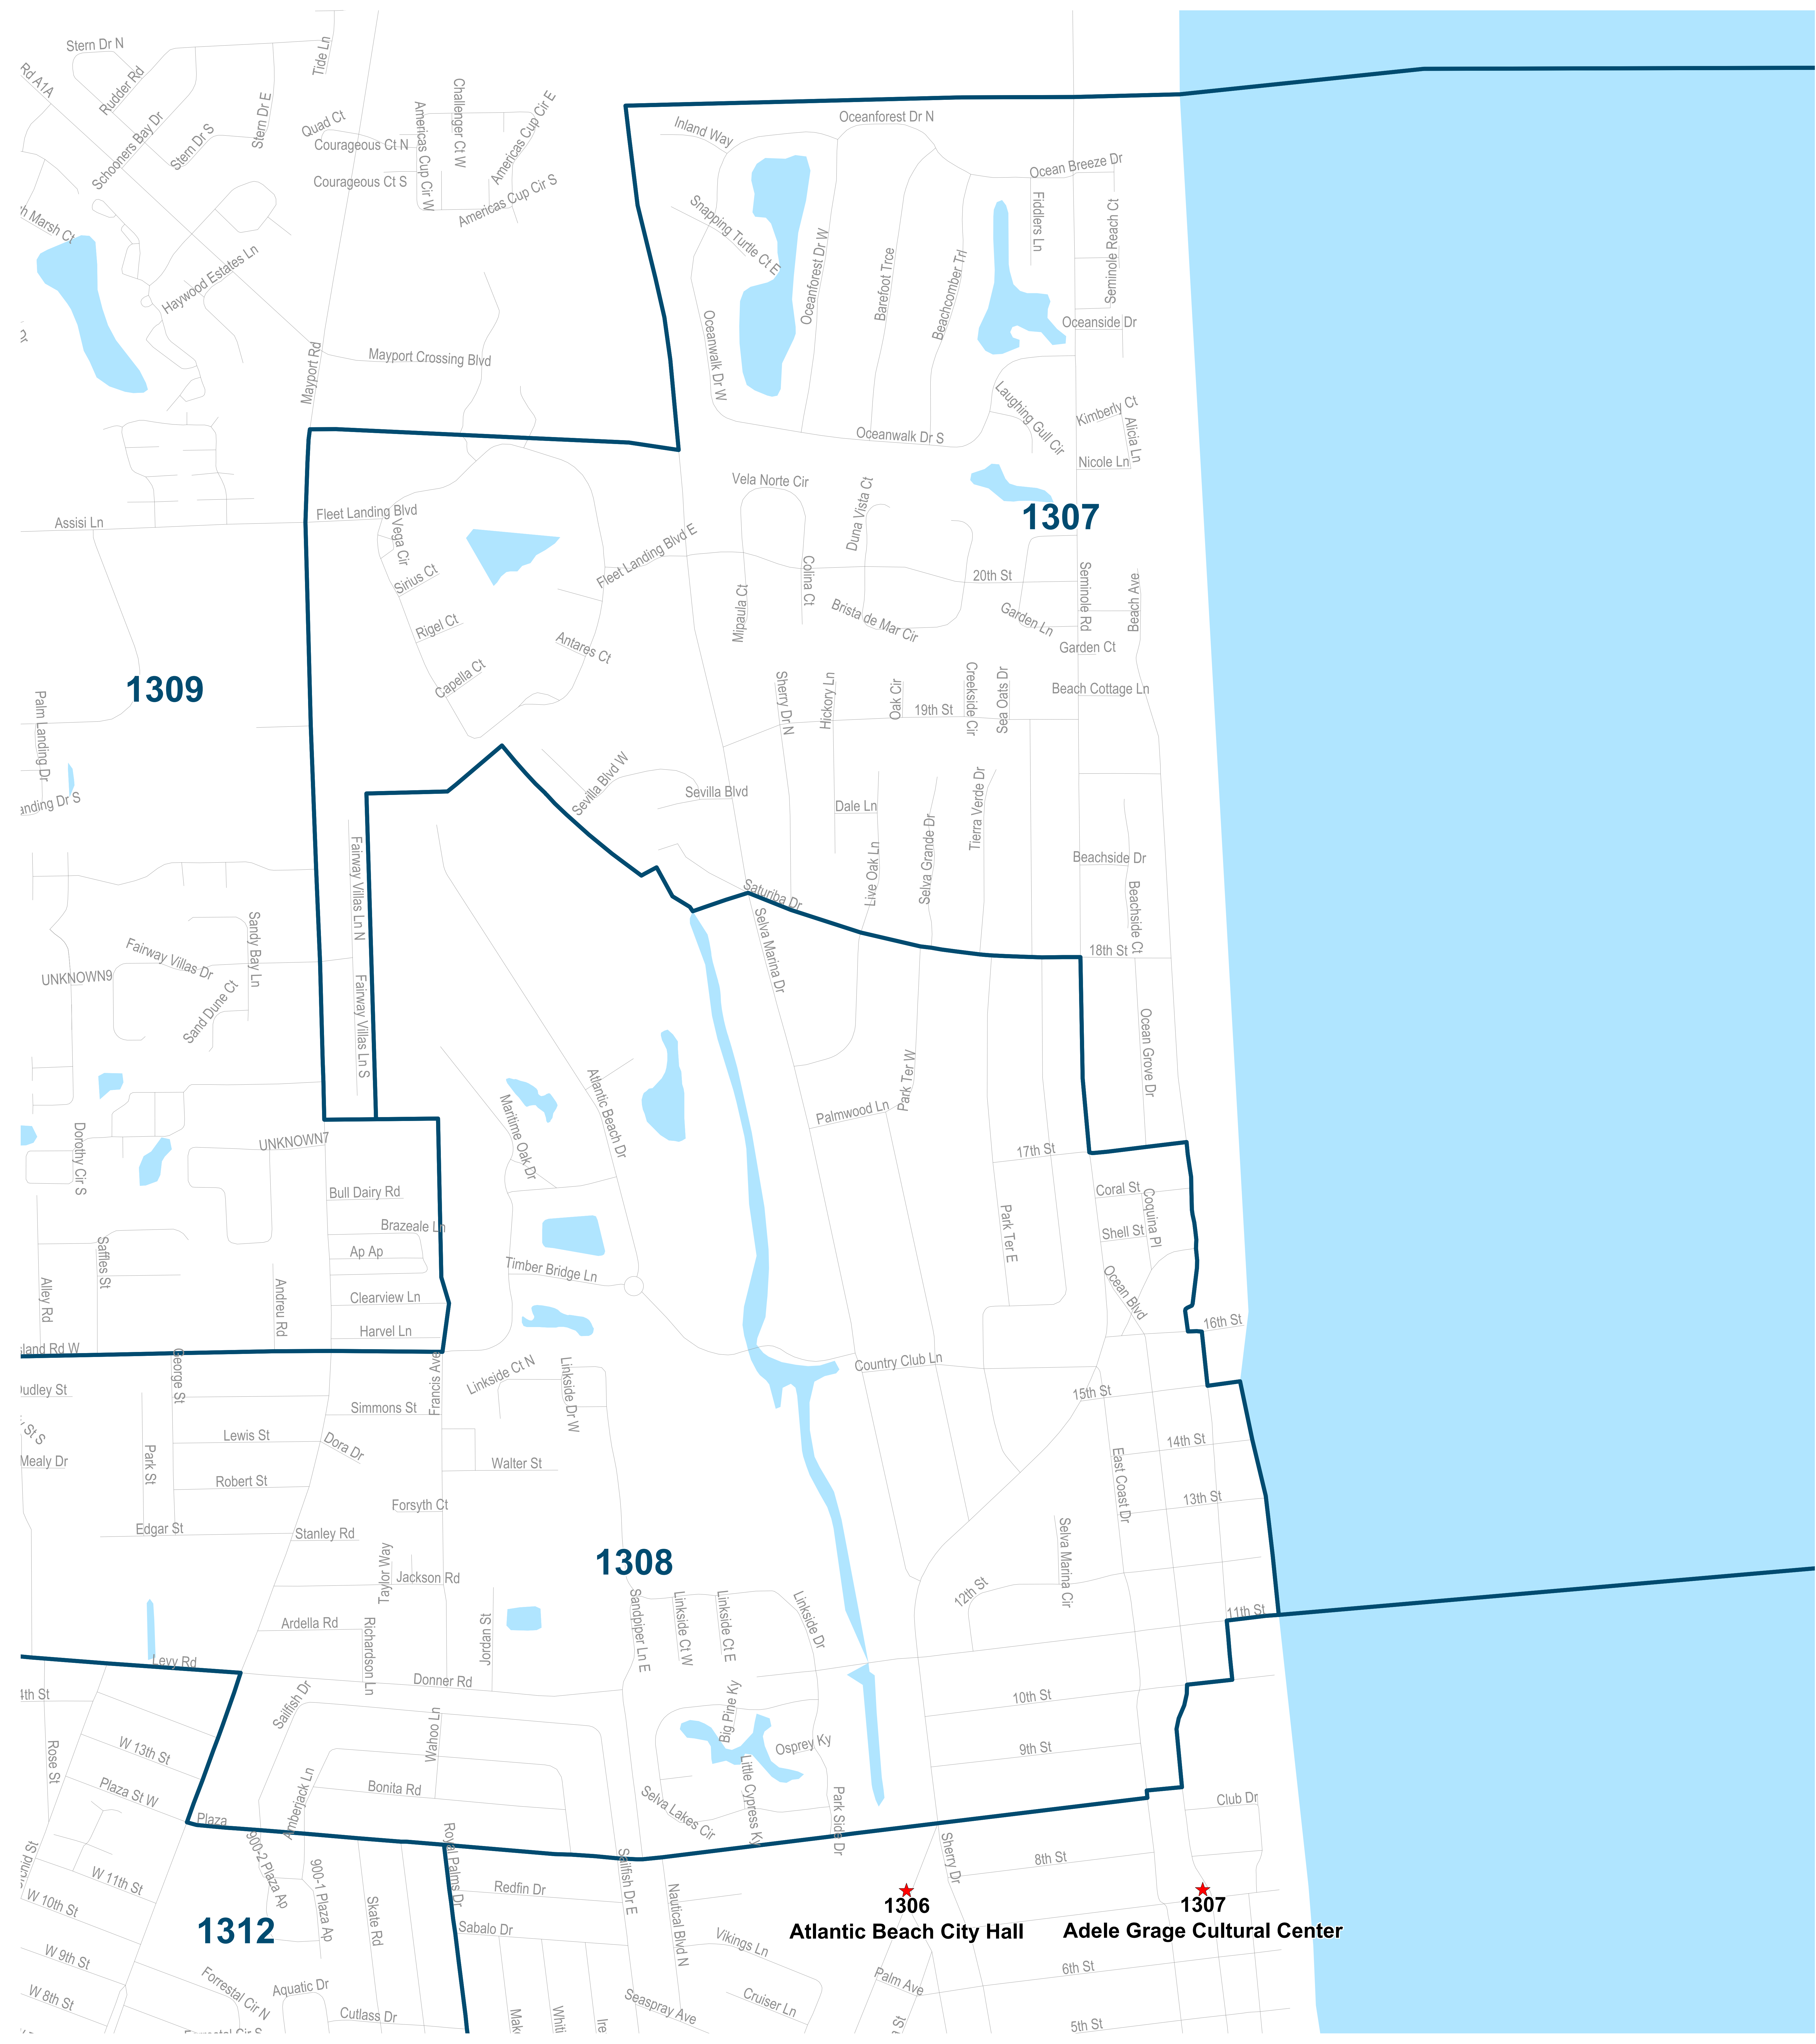 Stern Dr N
Rudder Rd
Tide Ln
Rd A1A
Schooners Bay Dr
Stern Dr S
Stern Dr E
Quad Ct
Courageous Ct N
Courageous Ct S
Americas Cup Cir W
Challenger Ct W
Americas Cup Cir E
Americas Cup Cir S
Marsh Ct
Haywood Estates Ln
Mayport Rd
Mayport Crossing Blvd
Inland Way
Oceanforest Dr N
Ocean Breeze Dr
Snapping Turtle Ct E
Oceanforest Dr W
Barefoot Trce
Beachcomber Trl
Fiddlers Ln
Seminole Reach Ct
Oceanside Dr
Oceanwalk Dr W
Laughing Gull Cir
Kimberly Ct
Alicia Ln
Oceanwalk Dr S
Nicole Ln
Vela Norte Cir
Duna Vista Ct
1307
Assisi Ln
Fleet Landing Blvd
Vega Cir
Sirius Ct
Fleet Landing Blvd E
Rigel Ct
Antares Ct
Capella Ct
Mipaula Ct
Colina Ct
20th St
Brista de Mar Cir
Garden Ln
Seminole Rd
Beach Ave
Garden Ct
Beach Cottage Ln
1309
Palm Landing Dr
anding Dr S
Sherry Dr N
Hickory Ln
Oak Cir
19th St
Creekside Cir
Sea Oats Dr
Sevilla Blvd W
Sevilla Blvd
Dale Ln
Live Oak Ln
Selva Grande Dr
Tierra Verde Dr
Beachside Dr
Beachside Ct
Saturiba Dr
Selva Marina Dr
18th St
Fairway Villas Ln N
Fairway Villas Ln S
Sandy Bay Ln
Fairway Villas Dr
UNKNOWN9
Sand Dune Ct
Ocean Grove Dr
Park Ter W
Palmwood Ln
Atlantic Beach Dr
Maritime Oak Dr
17th St
Dorothy Cir S
UNKNOWN7
Bull Dairy Rd
Brazeale Ln
Ap Ap
Coral St
Coquina Pl
Shell St
Park Ter E
Saffles St
Alley Rd
Andreu Rd
Clearview Ln
Harvel Ln
Timber Bridge Ln
Ocean Blvd
16th St
sland Rd W
George St
Dudley St
Francis Ave
Linkside Ct N
Linkside Dr W
Country Club Ln
15th St
St S
Mealy Dr
Park St
Lewis St
Simmons St
Dora Dr
Robert St
Walter St
14th St
East Coast Dr
13th St
Forsyth Ct
Edgar St
Stanley Rd
1308
Taylor Way
Jackson Rd
Selva Marina Cir
12th St
Ardella Rd
Richardson Ln
Jordan St
Sandpiper Ln E
Linkside Ct W
Linkside Ct E
Linkside Dr
11th St
Levy Rd
Donner Rd
4th St
Sailfish Dr
10th St
Big Pine Ky
Osprey Ky
Wahoo Ln
9th St
Rose St
W 13th St
Plaza St W
Amberjack Ln
Bonita Rd
Selva Lakes Cir
Little Cypress Ky
Park Side Dr
Club Dr
Plaza
W 11th St
W 10th St
900-2 Plaza Ap
900-1 Plaza Ap
Skate Rd
Royal Palms Dr
Redfin Dr
Sailfish Dr E
Sherry Dr
8th St
1306
Atlantic Beach City Hall
1307
Adele Grage Cultural Center
1312
Sabalo Dr
Nautical Blvd N
Vikings Ln
W 9th St
W 8th St
Forrestal Cir N
Aquatic Dr
Cutlass Dr
Seaspray Ave
Cruiser Ln
Palm Ave
6th St
5th St